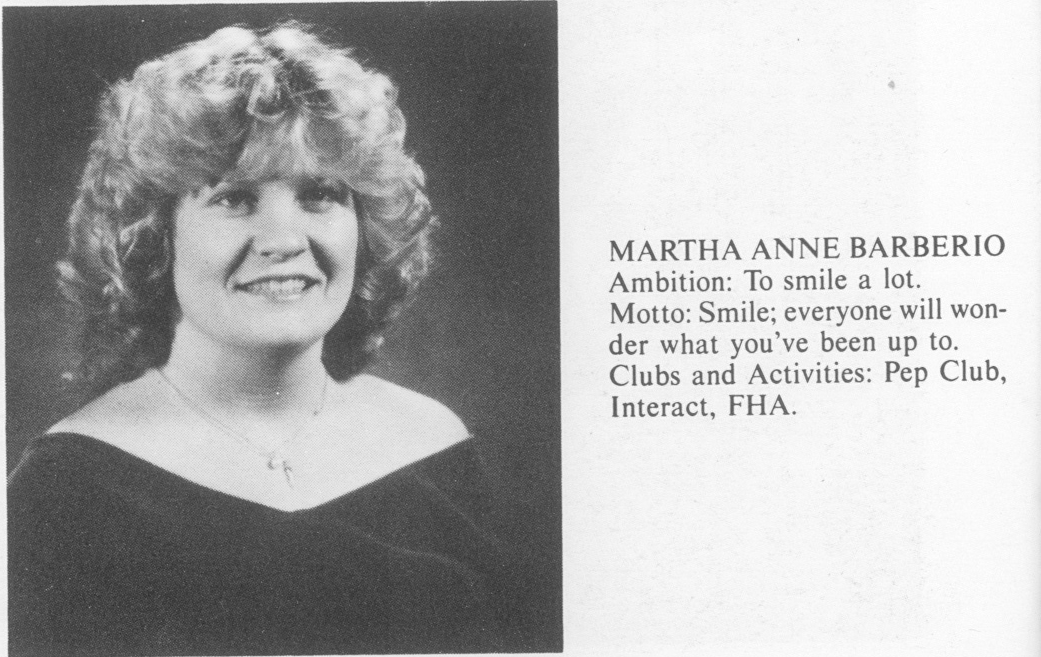 MARTHA ANNE BARBERIO
Ambition: To smile a lot.
Motto: Smile; everyone will won-
der what you've been up to.
Clubs and Activities: Pep Club,
Interact, FHA.